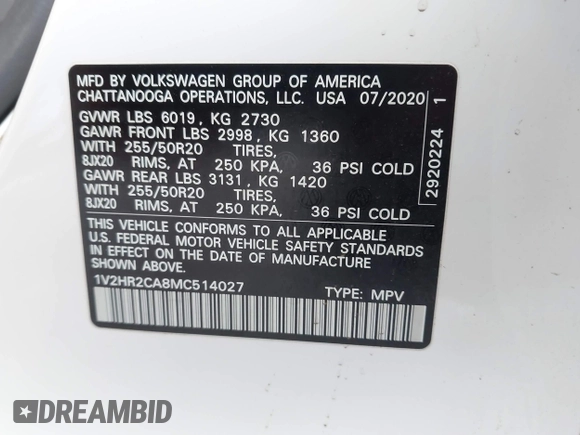 MFD BY VOLKSWAGEN GROUP OF AMERICA
CHATTANOOGA OPERATIONS, LLC. USA 07/2020
GVWR LBS 6019, KG 2730
GAWR FRONT LBS 2998, KG 1360
WITH 255/50R20 TIRES,
8JX20 RIMS, AT 250 KPA, 36 PSI COLD
GAWR REAR LBS 3131, KG 1420
WITH 255/50R20 TIRES,
8JX20 RIMS, AT 250 KPA, 36 PSI COLD
THIS VEHICLE CONFORMS TO ALL APPLICABLE
U.S. FEDERAL MOTOR VEHICLE SAFETY STANDARDS
IN EFFECT ON THE DATE OF MANUFACTURE
SHOWN ABOVE.
1V2HR2CA8MC514027 TYPE: MPV
2920224 1
DREAMBID